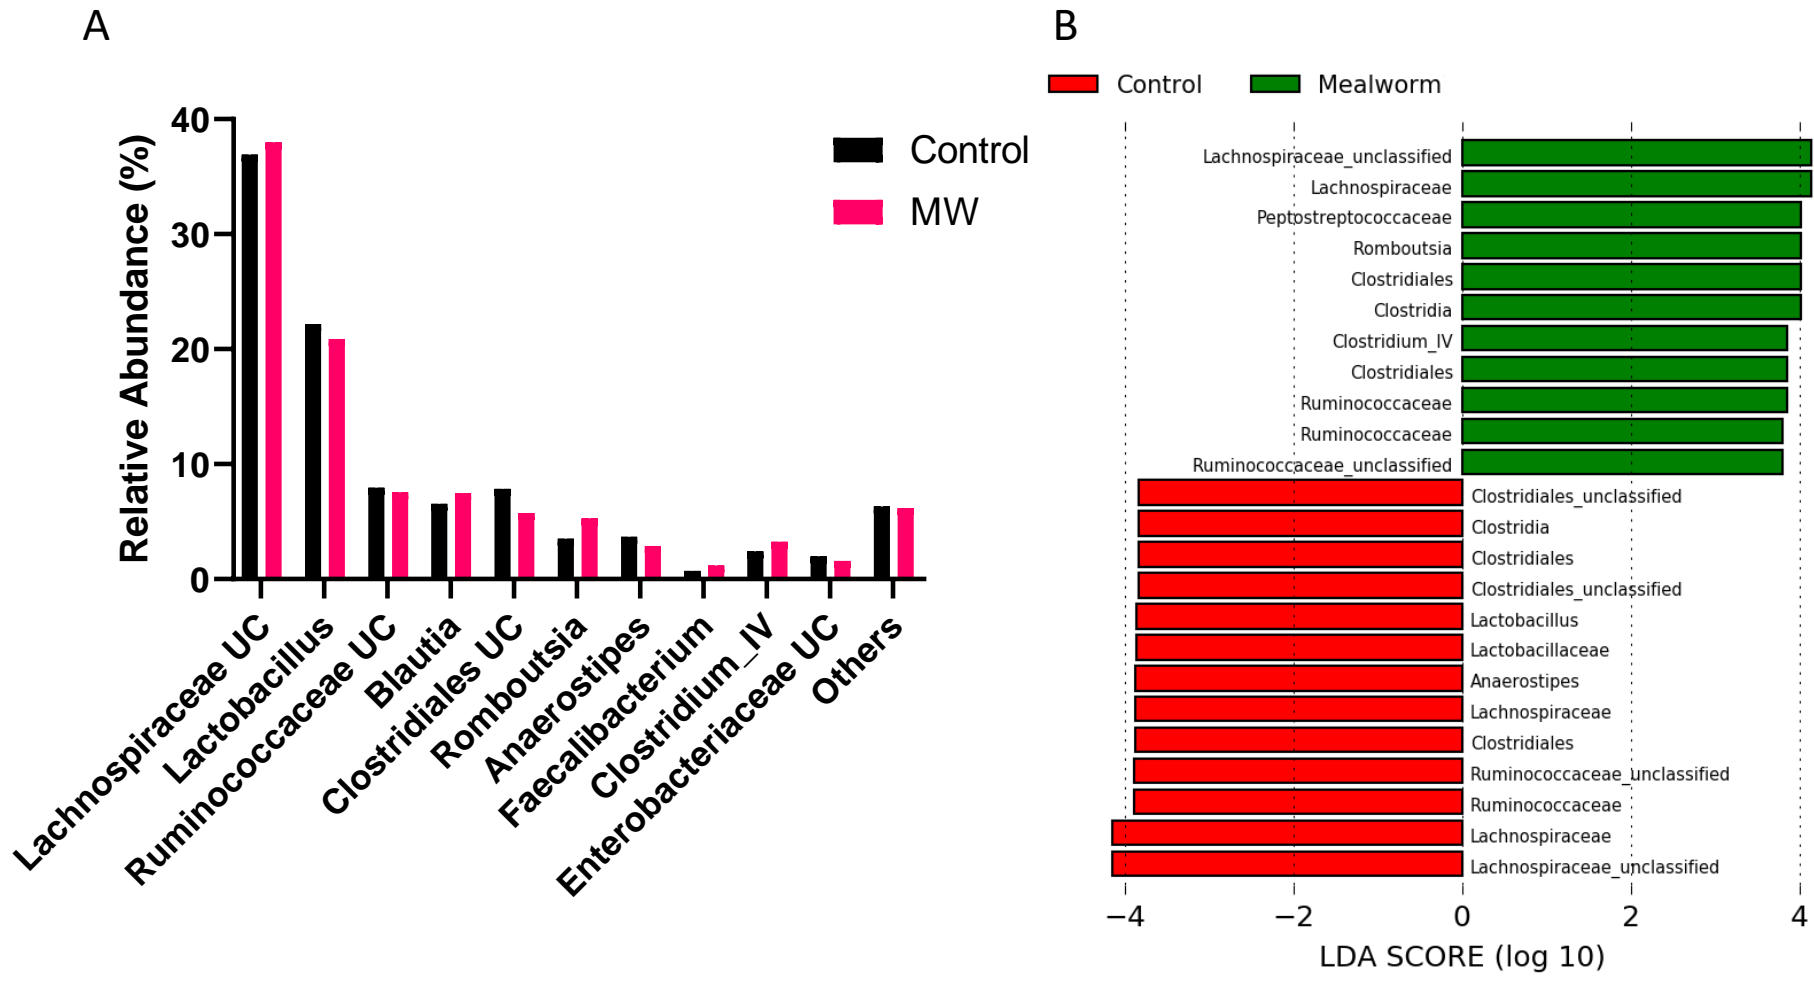 A
Relative Abundance (%)
40
30
20
10
0
Control
MW
Lachnospiraceae UC
Lactobacillus
Ruminoccaceae UC
Blautia
Clostridiales UC
Romboutsia
Anaerostipes
Faecalibacterium
Clostridium_IV
Enterobacteriaceae UC
Others
B
Control
Mealworm
Lachnospiraceae_unclassified
Lachnospiraceae
Peptostreptococcaceae
Romboutsia
Clostridiales
Clostridia
Clostridium_IV
Clostridiales
Ruminococcaceae
Ruminococcaceae
Ruminococcaceae_unclassified
Clostridiales_unclassified
Clostridia
Clostridiales
Clostridiales_unclassified
Lactobacillus
Lactobacillaceae
Anaerostipes
Lachnospiraceae
Clostridiales
Ruminococcaceae_unclassified
Ruminococcaceae
Lachnospiraceae
Lachnospiraceae_unclassified
−4 −2 0 2 4
LDA SCORE (log 10)